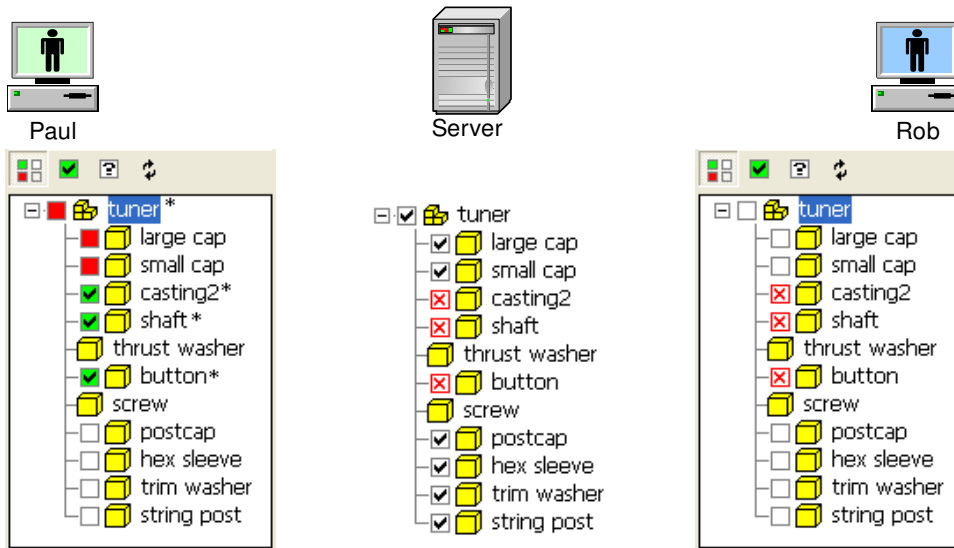 Paul
Server
Rob
tuner *
large cap
small cap
casting2*
shaft *
thrust washer
button*
screw
postcap
hex sleeve
trim washer
string post
tuner
large cap
small cap
casting2
shaft
thrust washer
button
screw
postcap
hex sleeve
trim washer
string post
tuner
large cap
small cap
casting2
shaft
thrust washer
button
screw
postcap
hex sleeve
trim washer
string post